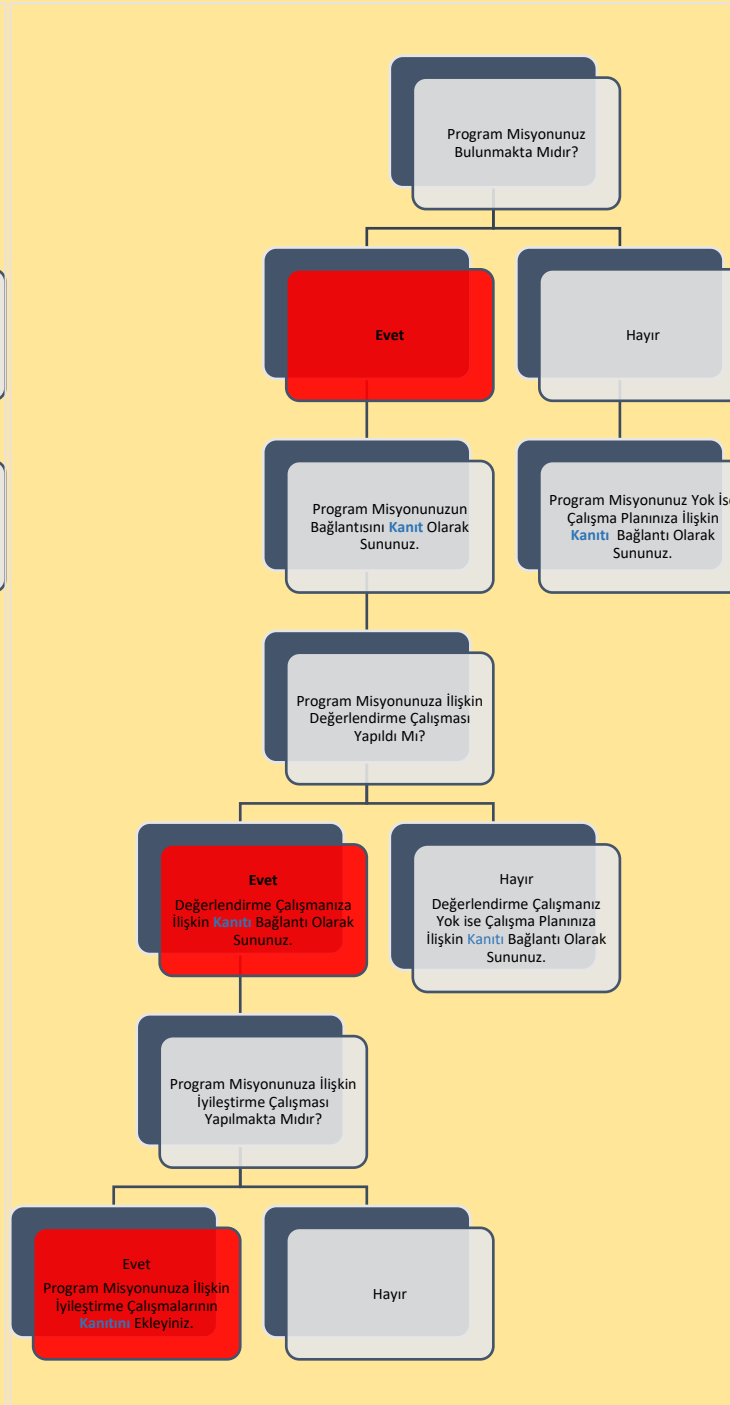 Program Misyonunuz
Bulunmakta Mıdır?
Evet
Hayır
Program Misyonunuzun
Bağlantısını Kanıt Olarak
Sununuz.
Program Misyonunuz Yok İse
Çalışma Planınıza İlişkin
Kanıtı Bağlantı Olarak
Sununuz.
Program Misyonunuza İlişkin
Değerlendirme Çalışması
Yapıldı Mı?
Evet
Değerlendirme Çalışmanıza
İlişkin Kanıtı Bağlantı Olarak
Sununuz.
Hayır
Değerlendirme Çalışmanız
Yok ise Çalışma Planınıza
İlişkin Kanıtı Bağlantı Olarak
Sununuz.
Program Misyonunuza İlişkin
İyileştirme Çalışması
Yapılmakta Mıdır?
Evet
Program Misyonunuza İlişkin
İyileştirme Çalışmalarının
Kanıtını Ekleyiniz.
Hayır